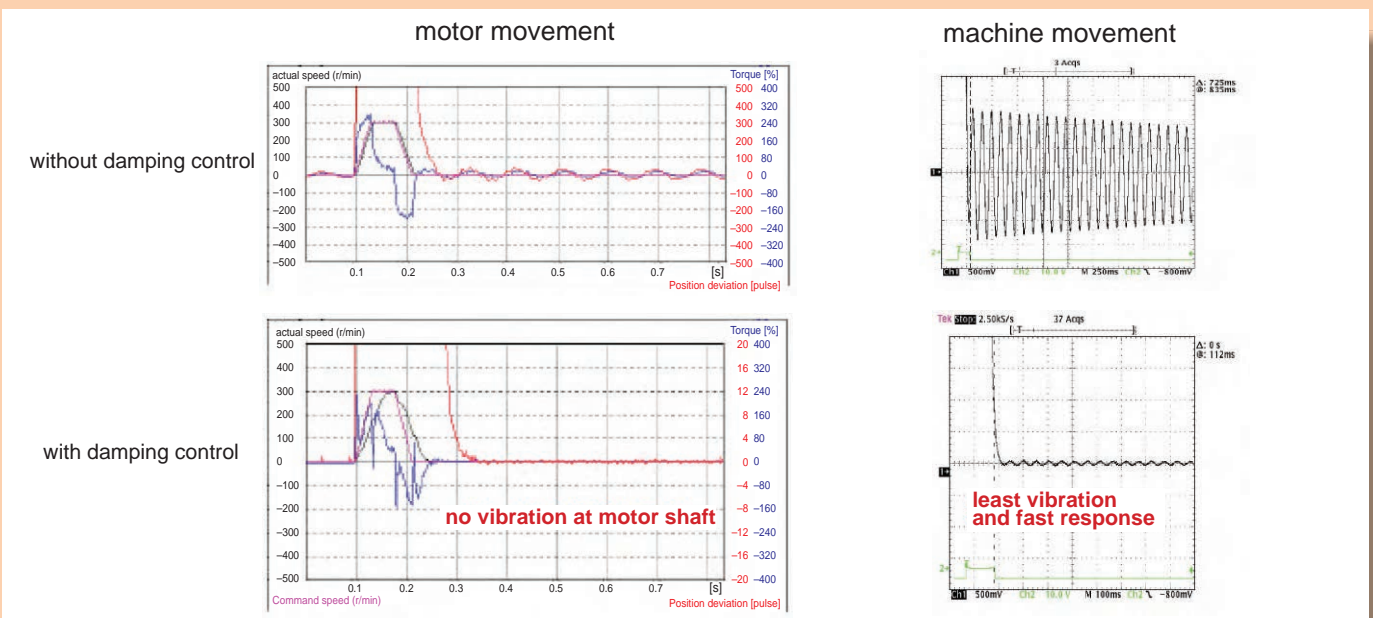 motor movement
machine movement
without damping control
actual speed (r/min)
Torque [%]
500
400
300
200
100
0
–100
–200
–300
–400
–500
500 400
400 320
300 240
200 160
100 80
0 0
–100 –80
–200 –160
–300 –240
–400 –320
–500 –400
0.1 0.2 0.3 0.4 0.5 0.6 0.7 [s]
Position deviation [pulse]
3 Acqs
Δ: 725ms
@: 835ms
1
2
Ch1 500mV Ch2 10.0 V M 250ms Ch2 -800mV
with damping control
actual speed (r/min)
Torque [%]
500
400
300
200
100
0
–100
–200
–300
–400
–500
20 400
16 320
12 240
8 160
4 80
0 0
–4 –80
–8 –160
–12 –240
–16 –320
–20 –400
no vibration at motor shaft
0.1 0.2 0.3 0.4 0.5 0.6 0.7 [s]
Command speed (r/min)
Position deviation [pulse]
Tek Stop: 2.50kS/s 37 Acqs
Δ: 0 s
@: 112ms
1
least vibration
and fast response
2
Ch1 500mV Ch2 10.0 V M 100ms Ch2 -800mV